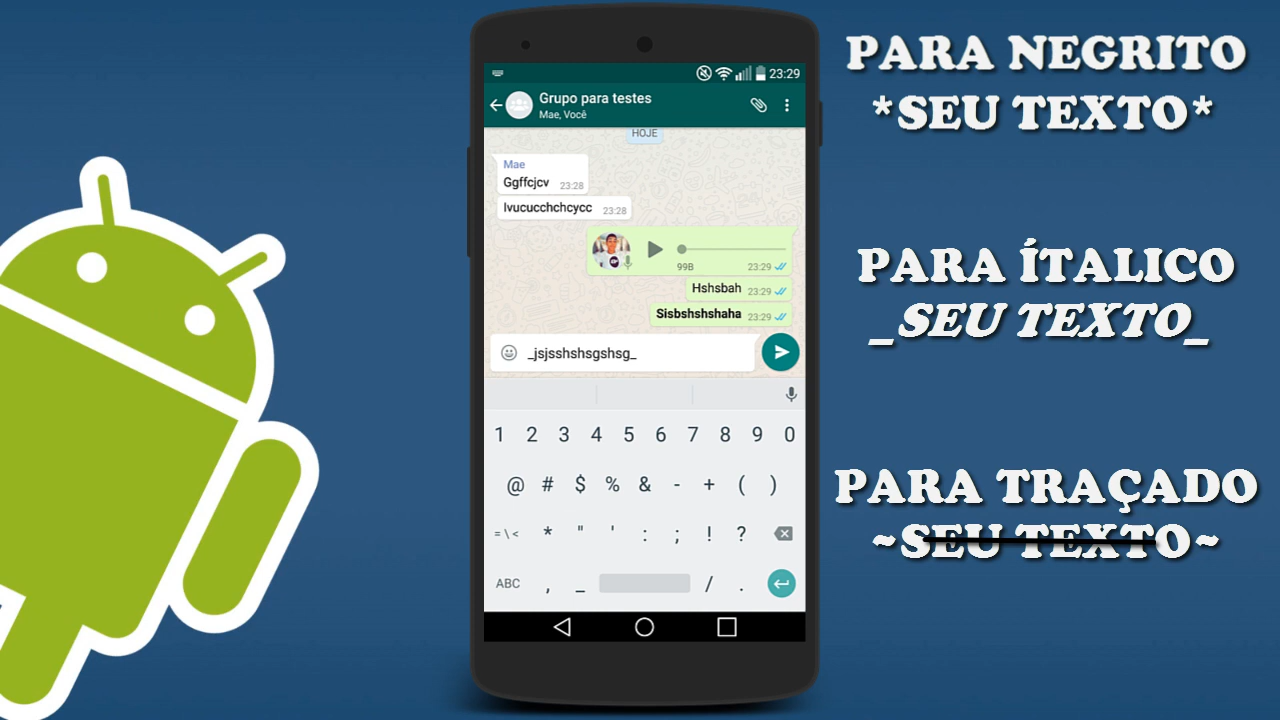 23:29
Grupo para testes
Mae, Você
HOJE
Mae
Ggffcjcv 23:28
Ivucucchchcycc 23:28
99B 23:29
Hshsbah 23:29
Sisbshshshaha 23:29
_jsjsshshsgshsg_
1 2 3 4 5 6 7 8 9 0
@ # $ % & - + ( )
= \ < * " ' : ; ! ?
ABC , _ / .
PARA NEGRITO
*SEU TEXTO*
PARA ÍTALICO
_SEU TEXTO_
PARA TRAÇADO
~SEU TEXTO~